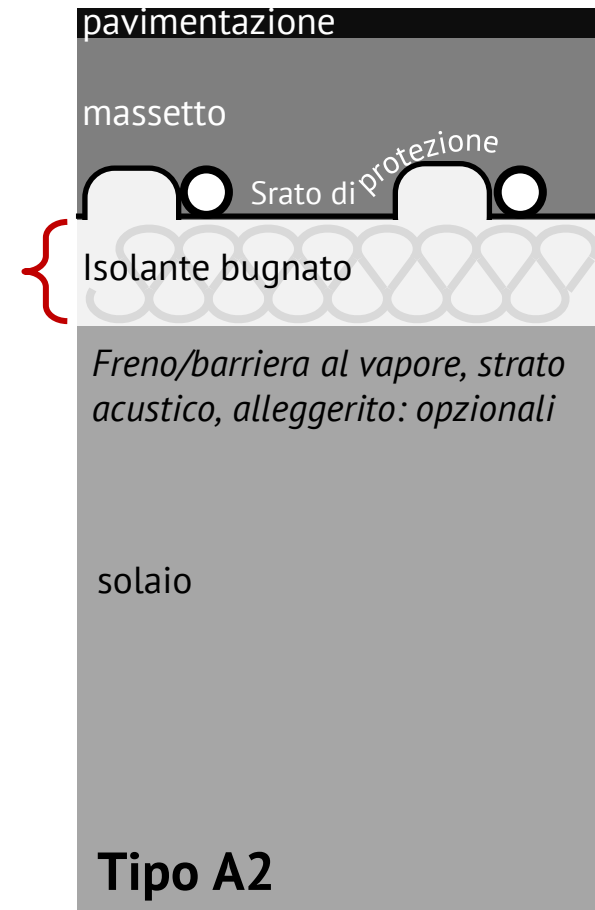 pavimentazione
massetto
Srato di protezione
Isolante bugnato
Freno/barriera al vapore, strato
acustico, alleggerito: opzionali
solaio
Tipo A2